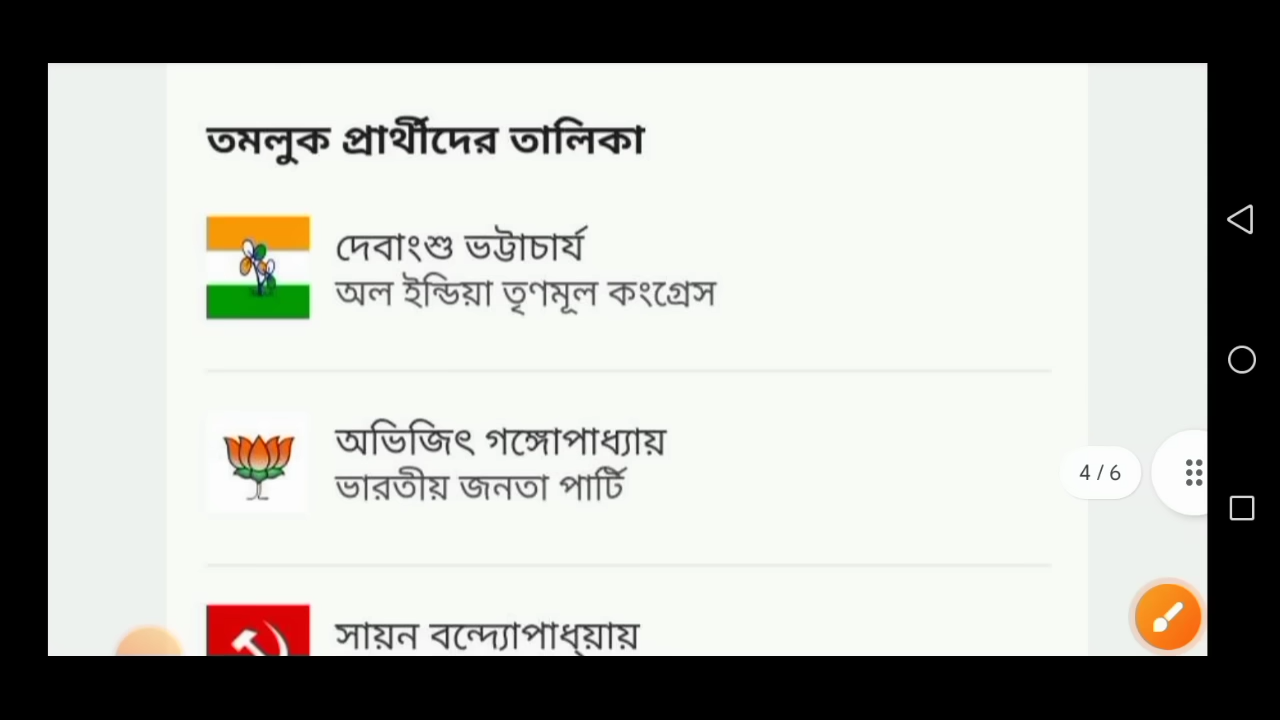 তমলুক প্রার্থীদের তালিকা
দেবাংশু ভট্টাচার্য
অল ইন্ডিয়া তৃণমূল কংগ্রেস
অভিজিৎ গঙ্গোপাধ্যায়
ভারতীয় জনতা পার্টি
4 / 6
সায়ন বন্দ্যোপাধ্য়ায়